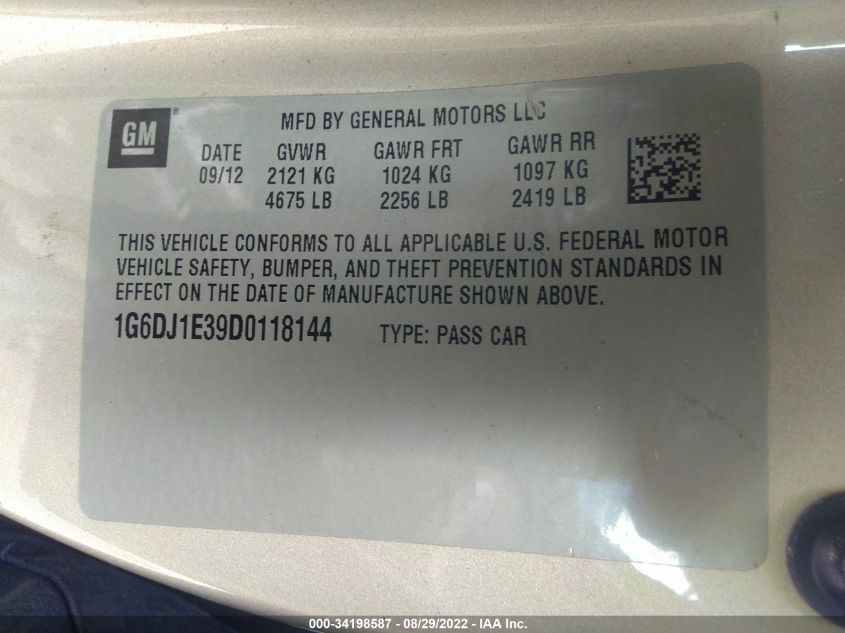 GM
MFD BY GENERAL MOTORS LLC
DATE GVWR GAWR FRT GAWR RR
09/12 2121 KG 1024 KG 1097 KG
4675 LB 2256 LB 2419 LB
THIS VEHICLE CONFORMS TO ALL APPLICABLE U.S. FEDERAL MOTOR
VEHICLE SAFETY, BUMPER, AND THEFT PREVENTION STANDARDS IN
EFFECT ON THE DATE OF MANUFACTURE SHOWN ABOVE.
1G6DJ1E39D0118144 TYPE: PASS CAR
000-34198587 - 08/29/2022 - IAA Inc.